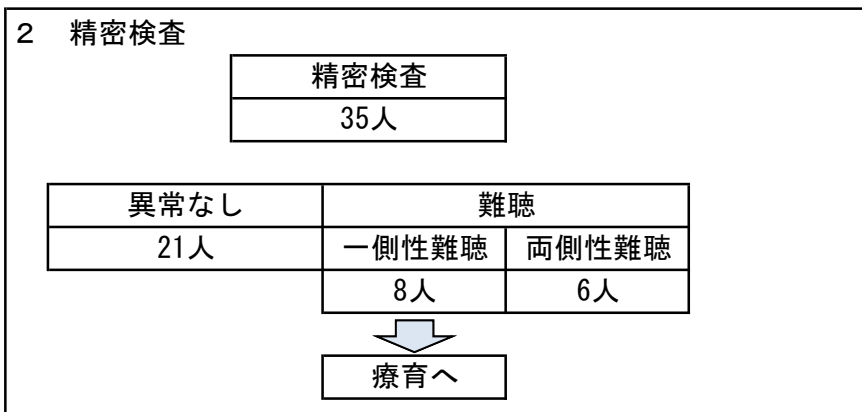 ２　精密検査
精密検査
35人
異常なし　難聴
21人　一側性難聴　両側性難聴
8人　6人
療育へ